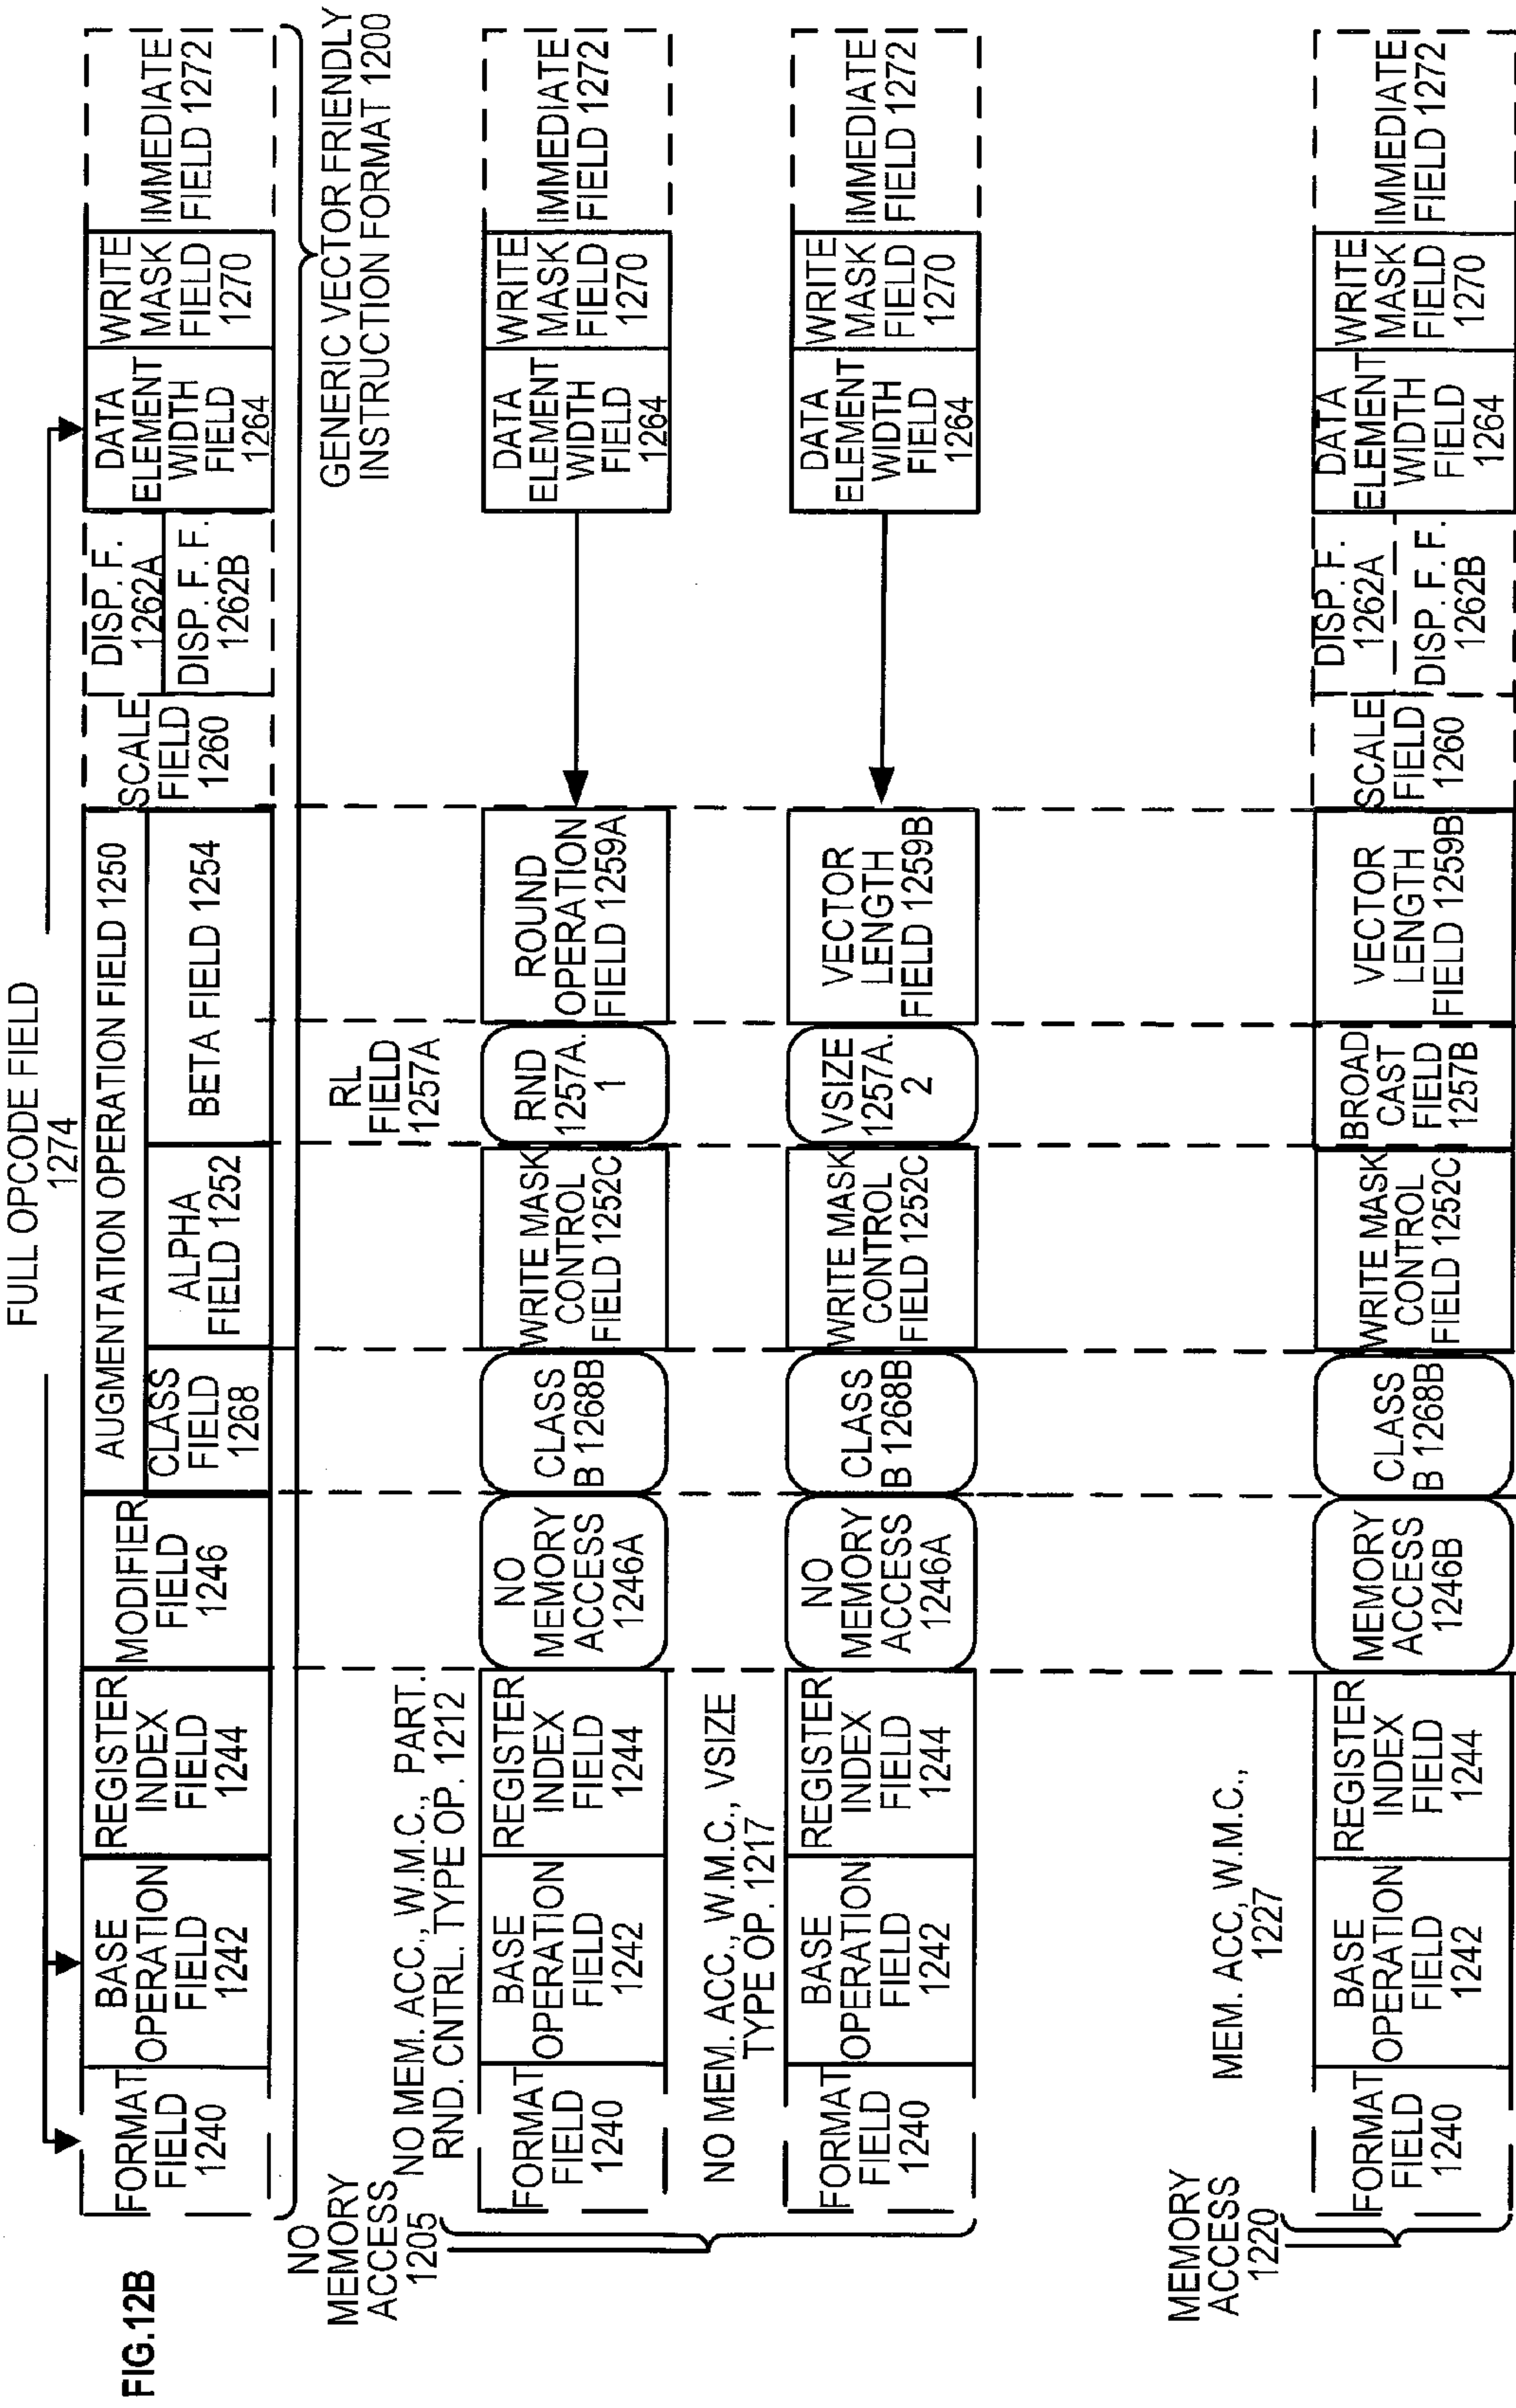 FIG.12B
FULL OPCODE FIELD
1274
FORMAT
FIELD
1240
BASE
OPERATION
FIELD
1242
REGISTER
INDEX
FIELD
1244
MODIFIER
FIELD
1246
AUGMENTATION OPERATION FIELD 1250
CLASS
FIELD
1268
ALPHA
FIELD 1252
BETA FIELD 1254
SCALE
FIELD
1260
DISP. F.
1262A
DISP. F. F.
1262B
DATA
ELEMENT
WIDTH
FIELD
1264
WRITE
MASK
FIELD
1270
IMMEDIATE
FIELD 1272
GENERIC VECTOR FRIENDLY
INSTRUCTION FORMAT 1200
NO
MEMORY
ACCESS
1205
NO MEM. ACC., W.M.C., PART.
RND. CNTRL. TYPE OP. 1212
RL
FIELD
1257A
FORMAT
FIELD
1240
BASE
OPERATION
FIELD
1242
REGISTER
INDEX
FIELD
1244
NO
MEMORY
ACCESS
1246A
CLASS
B 1268B
WRITE MASK
CONTROL
FIELD 1252C
RND
1257A.
1
ROUND
OPERATION
FIELD 1259A
DATA
ELEMENT
WIDTH
FIELD
1264
WRITE
MASK
FIELD
1270
IMMEDIATE
FIELD 1272
NO MEM. ACC., W.M.C., VSIZE
TYPE OP. 1217
FORMAT
FIELD
1240
BASE
OPERATION
FIELD
1242
REGISTER
INDEX
FIELD
1244
NO
MEMORY
ACCESS
1246A
CLASS
B 1268B
WRITE MASK
CONTROL
FIELD 1252C
VSIZE
1257A.
2
VECTOR
LENGTH
FIELD 1259B
DATA
ELEMENT
WIDTH
FIELD
1264
WRITE
MASK
FIELD
1270
IMMEDIATE
FIELD 1272
MEMORY
ACCESS
1220
MEM. ACC, W.M.C.,
1227
FORMAT
FIELD
1240
BASE
OPERATION
FIELD
1242
REGISTER
INDEX
FIELD
1244
MEMORY
ACCESS
1246B
CLASS
B 1268B
WRITE MASK
CONTROL
FIELD 1252C
BROAD
CAST
FIELD
1257B
VECTOR
LENGTH
FIELD 1259B
SCALE
FIELD
1260
DISP. F.
1262A
DISP. F. F.
1262B
DATA
ELEMENT
WIDTH
FIELD
1264
WRITE
MASK
FIELD
1270
IMMEDIATE
FIELD 1272